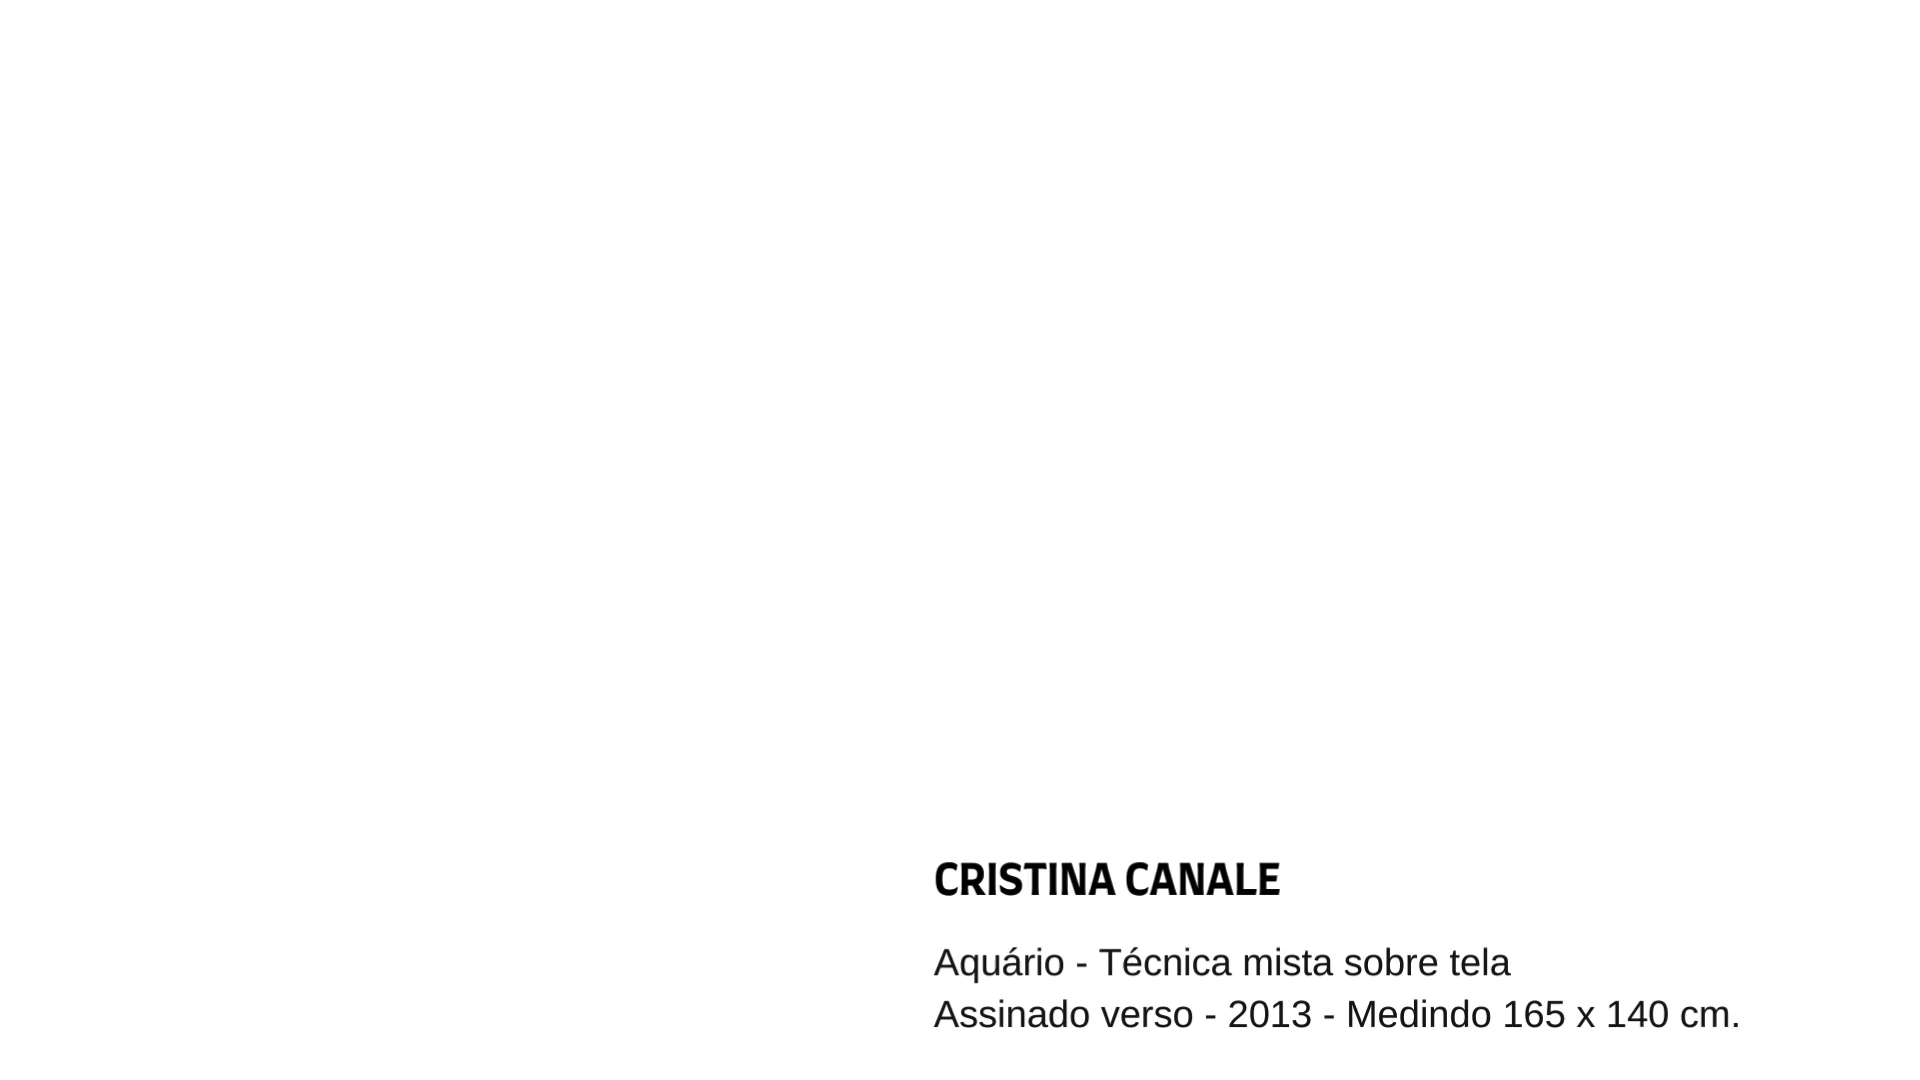 CRISTINA CANALE
Aquário - Técnica mista sobre tela
Assinado verso - 2013 - Medindo 165 x 140 cm.